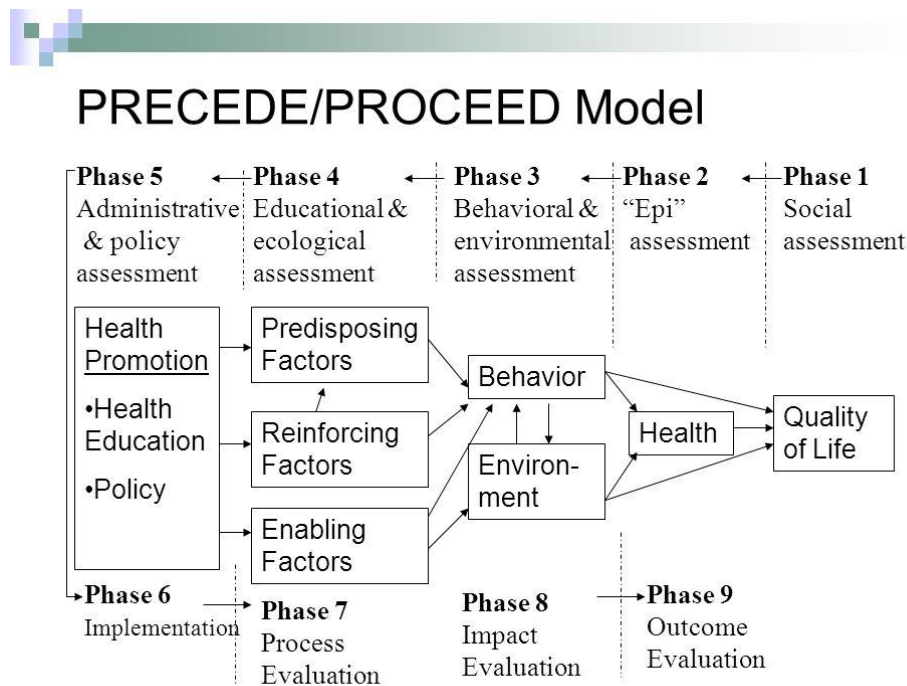 PRECEDE/PROCEED Model
Phase 5
Administrative
& policy
assessment
Phase 4
Educational &
ecological
assessment
Phase 3
Behavioral &
environmental
assessment
Phase 2
“Epi”
assessment
Phase 1
Social
assessment
Health
Promotion
•Health
Education
•Policy
Predisposing
Factors
Reinforcing
Factors
Enabling
Factors
Behavior
Environ-
ment
Health
Quality
of Life
Phase 6
Implementation
Phase 7
Process
Evaluation
Phase 8
Impact
Evaluation
Phase 9
Outcome
Evaluation